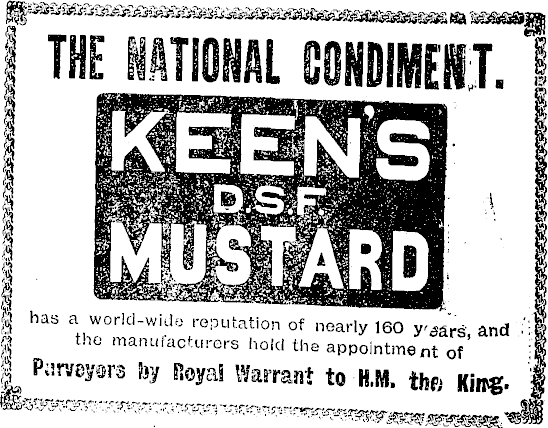 THE NATIONAL CONDIMENT.
KEEN'S
D.S.F.
MUSTARD
has a world-wide reputation of nearly 160 years, and
the manufacturers hold the appointment of
Purveyors by Royal Warrant to H.M. the King.